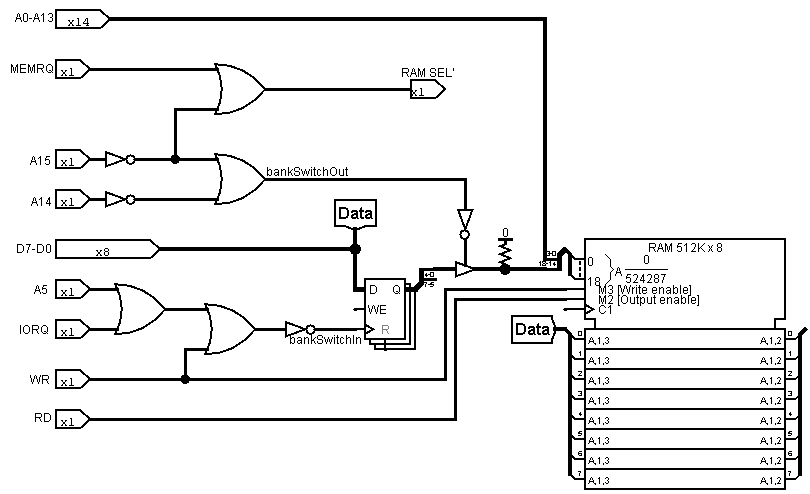 A0-A13 x14
MEMRQ x1
RAM SEL'
x1
A15 x1
bankSwitchOut
A14 x1
Data
0
D7-D0 x8
RAM 512K x 8
0
18
A 0
524287
M3 [Write enable]
M2 [Output enable]
C1
18-14
7-5
A5 x1
D Q
WE
R
IORQ x1
bankSwitchIn
Data
WR x1
RD x1
0 A,1,3 A,1,2 0
1 A,1,3 A,1,2 1
2 A,1,3 A,1,2 2
3 A,1,3 A,1,2 3
4 A,1,3 A,1,2 4
5 A,1,3 A,1,2 5
6 A,1,3 A,1,2 6
7 A,1,3 A,1,2 7